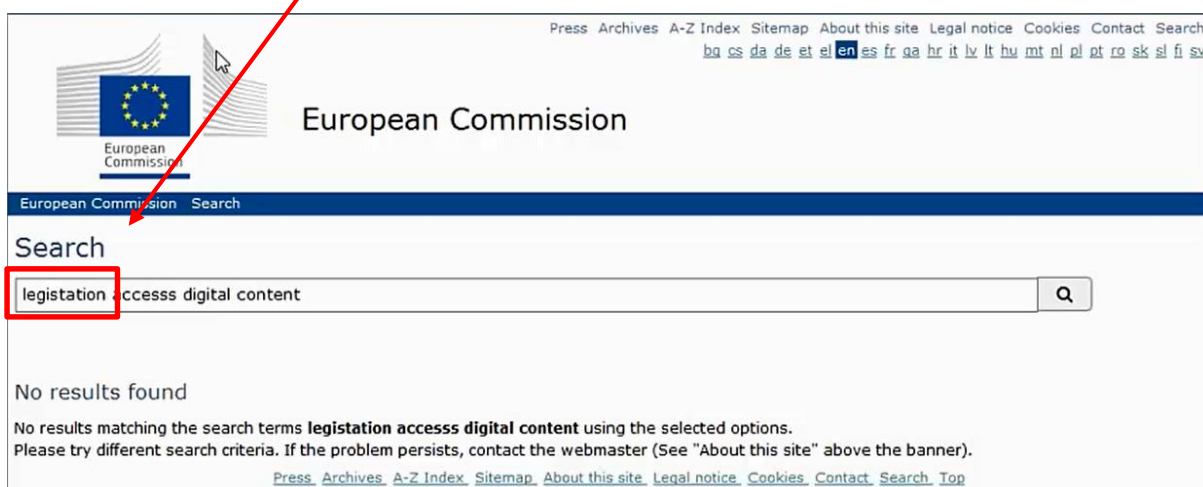 Press Archives A-Z Index Sitemap About this site Legal notice Cookies Contact Search
bg cs da de et el en es fr ga hr it lv lt hu mt nl pl pt ro sk sl fi sv
European Commission
European
Commission
European Commission Search
Search
legistation accesss digital content
No results found
No results matching the search terms legistation accesss digital content using the selected options.
Please try different search criteria. If the problem persists, contact the webmaster (See "About this site" above the banner).
Press Archives A-Z Index Sitemap About this site Legal notice Cookies Contact Search Top